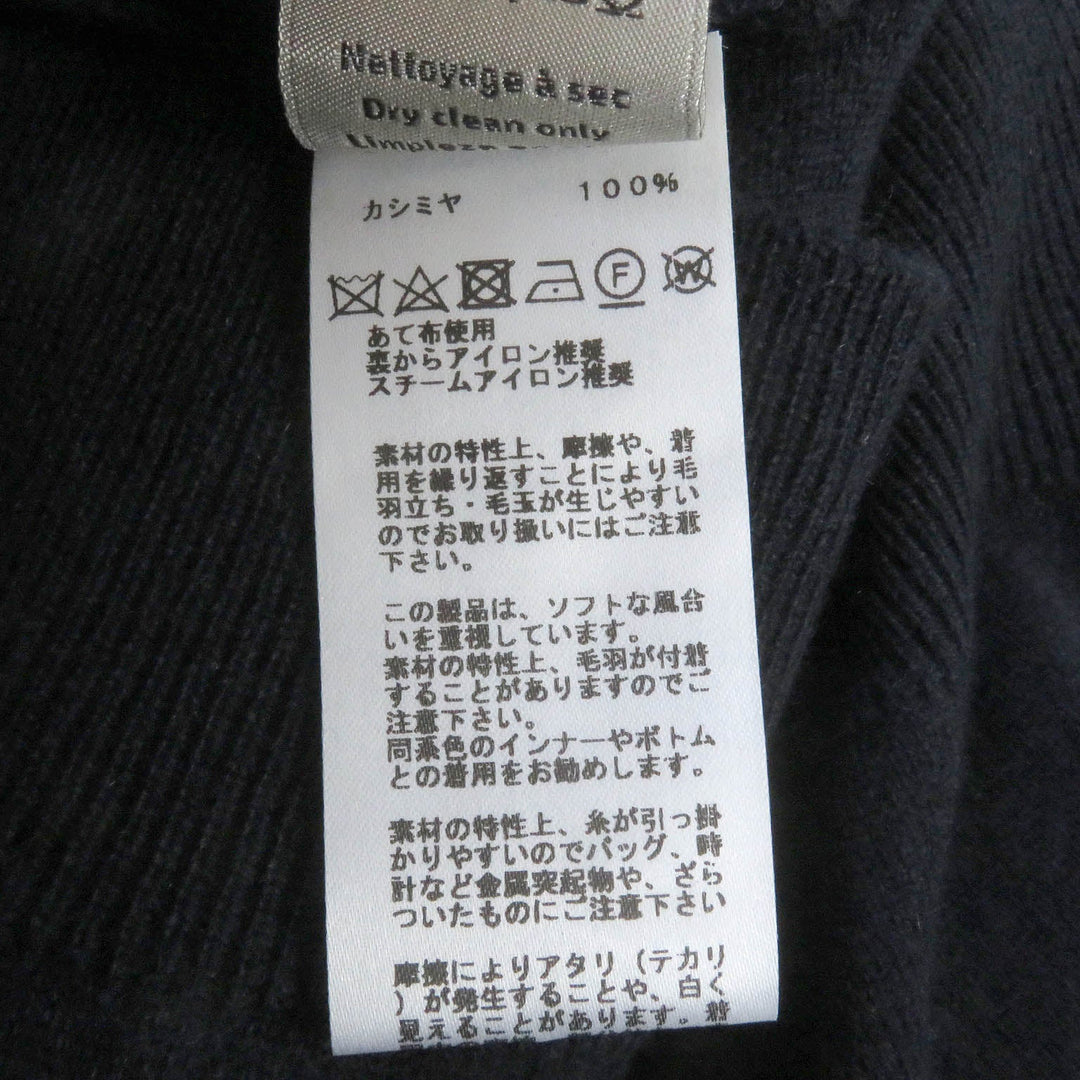 Nettoyage à sec
Dry clean only
Limpieza
カシミヤ 100%
F
W
あて布使用
裏からアイロン推奨
スチームアイロン推奨
素材の特性上、摩擦や、着
用を繰り返すことにより毛
羽立ち・毛玉が生じやすい
のでお取り扱いにはご注意
下さい。
この製品は、ソフトな風合
いを重視しています。
素材の特性上、毛羽が付着
することがありますのでご
注意下さい。
同系色のインナーやボトム
との着用をお勧めします。
素材の特性上、糸が引っ掛
かりやすいのでバッグ、時
計など金属突起物や、ざら
ついたものにご注意下さい
摩擦によりアタリ（テカリ
）が発生することや、白く
見えることがあります。着